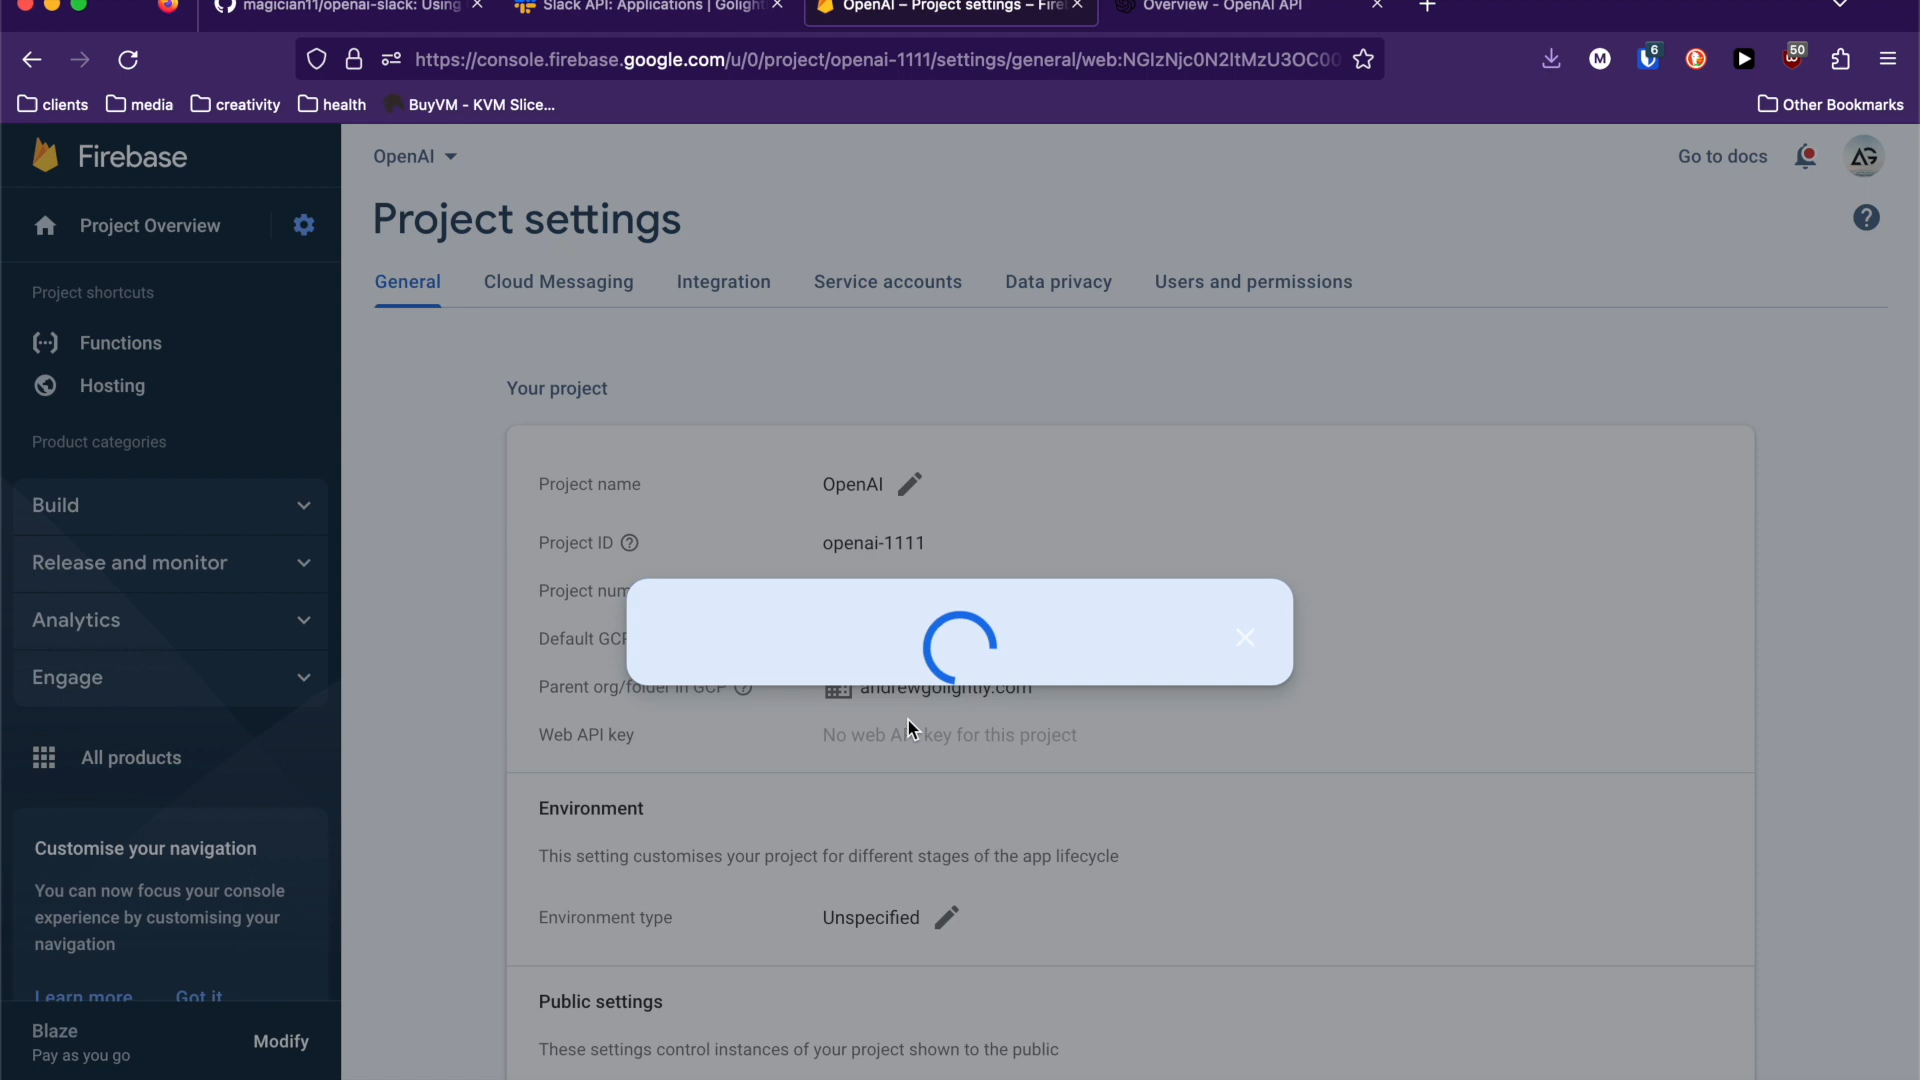 magician11/openai-slack: Using
Slack API: Applications | Golight
OpenAI – Project settings – Fire
Overview - OpenAI API
https://console.firebase.google.com/u/0/project/openai-1111/settings/general/web:NGIzNjc0N2ItMzU3OC00
6
50
clients
media
creativity
health
BuyVM - KVM Slice...
Other Bookmarks
Firebase
OpenAI
Go to docs
Project Overview
Project settings
General
Cloud Messaging
Integration
Service accounts
Data privacy
Users and permissions
Project shortcuts
Functions
Hosting
Product categories
Build
Release and monitor
Analytics
Engage
All products
Customise your navigation
You can now focus your console
experience by customising your
navigation
Learn more
Got it
Blaze
Pay as you go
Modify
Your project
Project name
OpenAI
Project ID
openai-1111
Project num
Default GCP
Parent org/folder in GCP
andrewgolightly.com
Web API key
No web API key for this project
Environment
This setting customises your project for different stages of the app lifecycle
Environment type
Unspecified
Public settings
These settings control instances of your project shown to the public